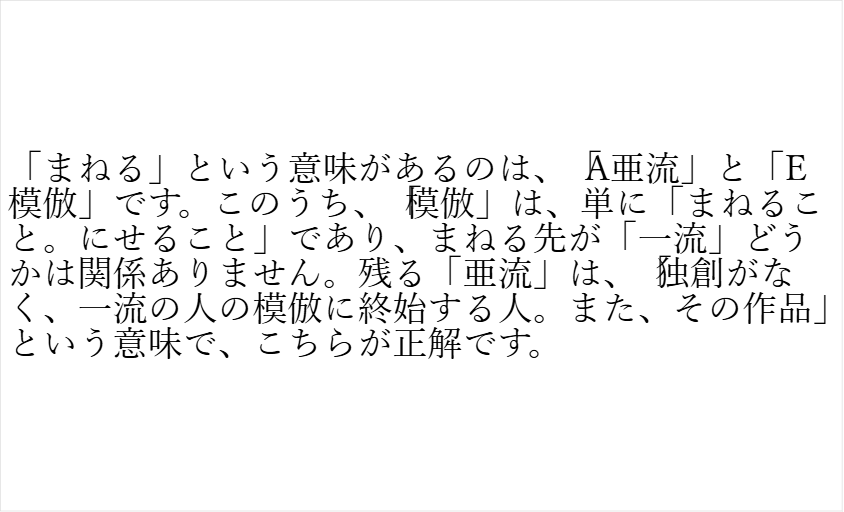 「まねる」という意味があるのは、「A亜流」と「E
模倣」です。このうち、「模倣」は、単に「まねるこ
と。にせること」であり、まねる先が「一流」どう
かは関係ありません。残る「亜流」は、「独創がな
く、一流の人の模倣に終始する人。また、その作品」
という意味で、こちらが正解です。